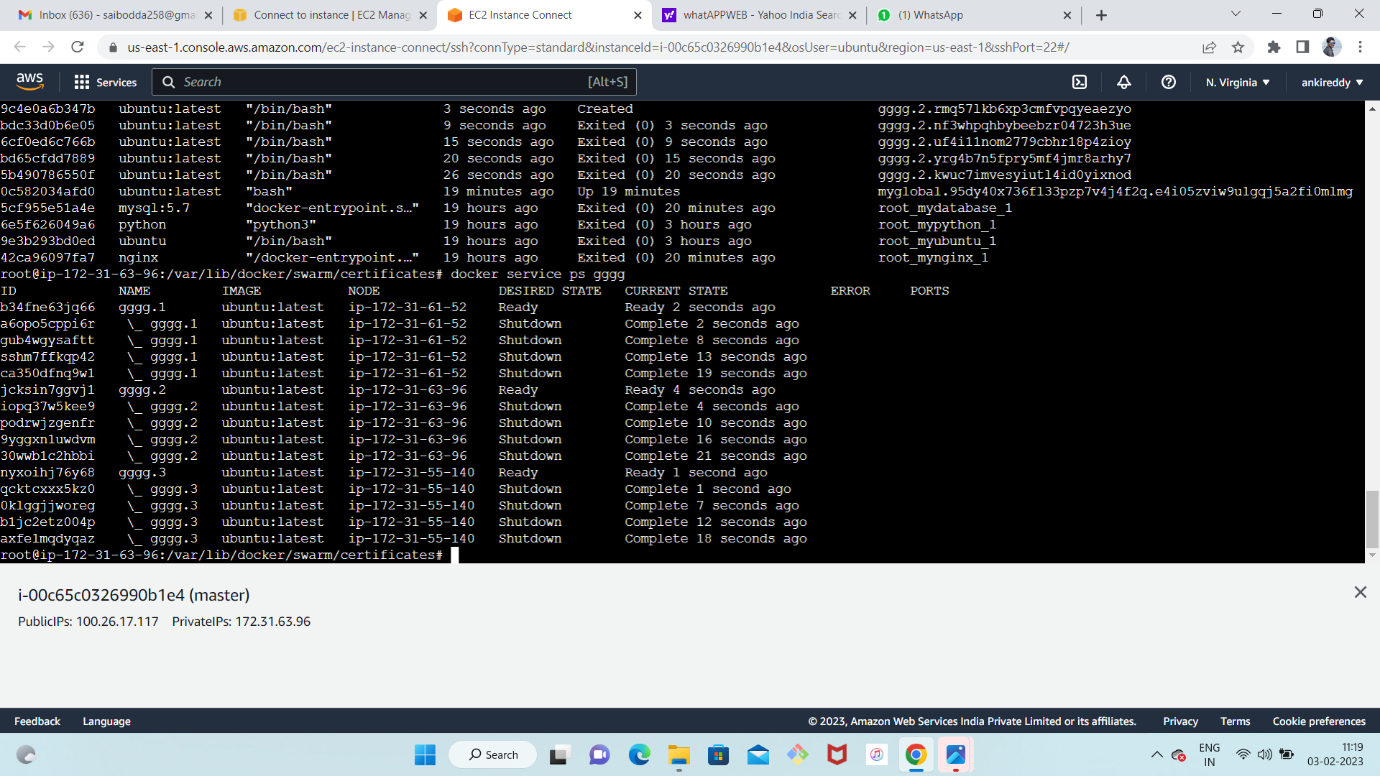 Inbox (636) - saibodda258@gma
Connect to instance | EC2 Manag
EC2 Instance Connect
whatAPPWEB - Yahoo India Sear
(1) WhatsApp
us-east-1.console.aws.amazon.com/ec2-instance-connect/ssh?connType=standard&instanceId=i-00c65c0326990b1e4&osUser=ubuntu&region=us-east-1&sshPort=22#/
aws Services Search [Alt+S] N. Virginia ankireddy
9c4e0a6b347b ubuntu:latest "/bin/bash" 3 seconds ago Created gggg.2.rmq57lkb6xp3cmfvpqyeaezyo
bdc33d0b6e05 ubuntu:latest "/bin/bash" 9 seconds ago Exited (0) 3 seconds ago gggg.2.nf3whpqhbybeebzr04723h3ue
6cf0ed6c766b ubuntu:latest "/bin/bash" 15 seconds ago Exited (0) 9 seconds ago gggg.2.uf4i11nom2779cbhr18p4zioy
bd65cfdd7889 ubuntu:latest "/bin/bash" 20 seconds ago Exited (0) 15 seconds ago gggg.2.yrg4b7n5fpry5mf4jmr8arhy7
5b490786550f ubuntu:latest "/bin/bash" 26 seconds ago Exited (0) 20 seconds ago gggg.2.kwuc7imvesyiutl4id0yixnod
0c582034afd0 ubuntu:latest "bash" 19 minutes ago Up 19 minutes myglobal.95dy40x736fl33pzp7v4j4f2q.e4i05zviw9ulgqj5a2fi0mlmg
5cf955e51a4e mysql:5.7 "docker-entrypoint.s…" 19 hours ago Exited (0) 20 minutes ago root_mydatabase_1
6e5f626049a6 python "python3" 19 hours ago Exited (0) 3 hours ago root_mypython_1
9e3b293bd0ed ubuntu "/bin/bash" 19 hours ago Exited (0) 3 hours ago root_myubuntu_1
42ca96097fa7 nginx "/docker-entrypoint.…" 19 hours ago Exited (0) 20 minutes ago root_mynginx_1
root@ip-172-31-63-96:/var/lib/docker/swarm/certificates# docker service ps gggg
ID NAME IMAGE NODE DESIRED STATE CURRENT STATE ERROR PORTS
b34fne63jq66 gggg.1 ubuntu:latest ip-172-31-61-52 Ready Ready 2 seconds ago
a6opo5cppi6r \_ gggg.1 ubuntu:latest ip-172-31-61-52 Shutdown Complete 2 seconds ago
gub4wgysaftt \_ gggg.1 ubuntu:latest ip-172-31-61-52 Shutdown Complete 8 seconds ago
sshm7ffkqp42 \_ gggg.1 ubuntu:latest ip-172-31-61-52 Shutdown Complete 13 seconds ago
ca350dfnq9w1 \_ gggg.1 ubuntu:latest ip-172-31-61-52 Shutdown Complete 19 seconds ago
jcksin7ggvj1 gggg.2 ubuntu:latest ip-172-31-63-96 Ready Ready 4 seconds ago
iopq37w5kee9 \_ gggg.2 ubuntu:latest ip-172-31-63-96 Shutdown Complete 4 seconds ago
podrwjzgenfr \_ gggg.2 ubuntu:latest ip-172-31-63-96 Shutdown Complete 10 seconds ago
9yggxnluwdvm \_ gggg.2 ubuntu:latest ip-172-31-63-96 Shutdown Complete 16 seconds ago
30wwb1c2hbbi \_ gggg.2 ubuntu:latest ip-172-31-63-96 Shutdown Complete 21 seconds ago
nyxoihj76y68 gggg.3 ubuntu:latest ip-172-31-55-140 Ready Ready 1 second ago
qcktcxxx5kz0 \_ gggg.3 ubuntu:latest ip-172-31-55-140 Shutdown Complete 1 second ago
0klggjjworeg \_ gggg.3 ubuntu:latest ip-172-31-55-140 Shutdown Complete 7 seconds ago
b1jc2etz004p \_ gggg.3 ubuntu:latest ip-172-31-55-140 Shutdown Complete 12 seconds ago
axfelmqdyqaz \_ gggg.3 ubuntu:latest ip-172-31-55-140 Shutdown Complete 18 seconds ago
root@ip-172-31-63-96:/var/lib/docker/swarm/certificates#
i-00c65c0326990b1e4 (master)
PublicIPs: 100.26.17.117 PrivateIPs: 172.31.63.96
Feedback Language © 2023, Amazon Web Services India Private Limited or its affiliates. Privacy Terms Cookie preferences
Search
ENG
IN
11:19
03-02-2023